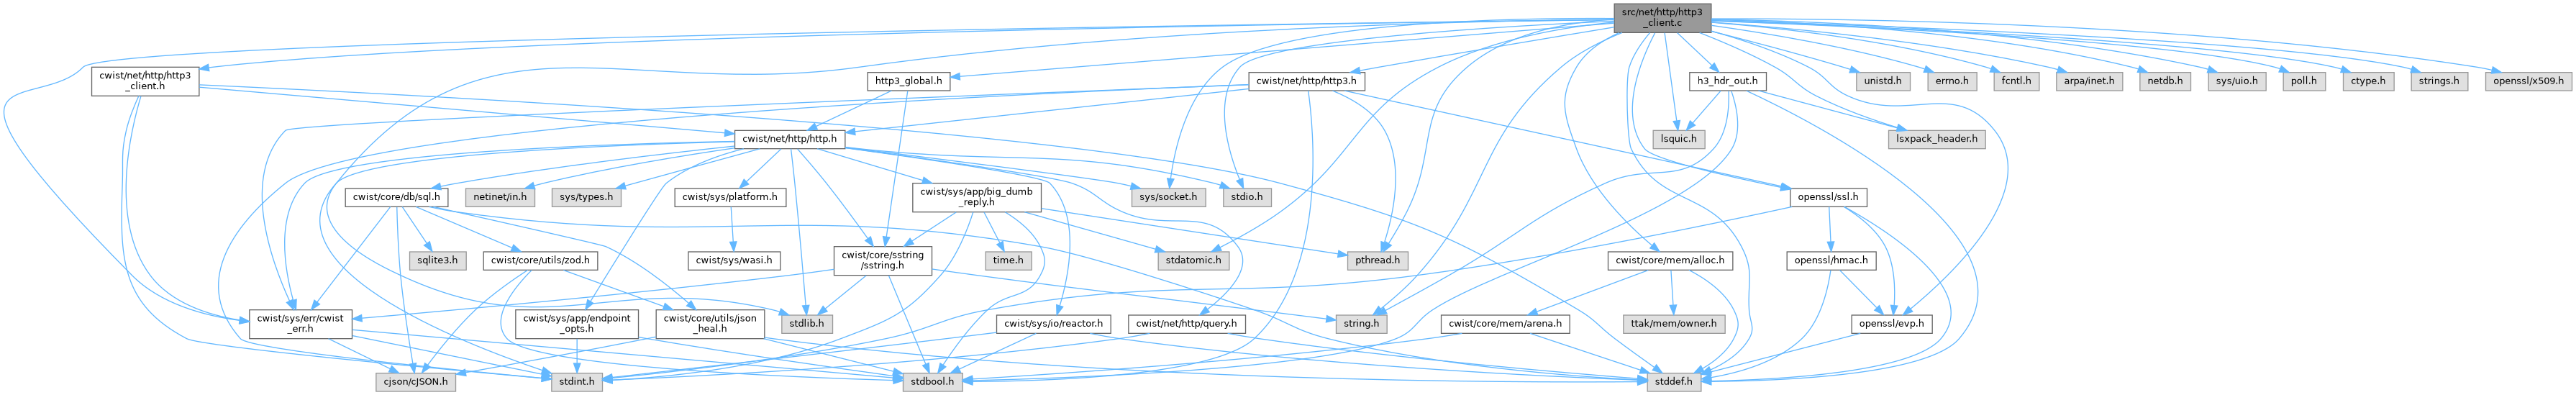 src/net/http/http3
_client.c
cwist/net/http/http3
_client.h
http3_global.h
cwist/net/http/http3.h
h3_hdr_out.h
unistd.h
errno.h
fcntl.h
arpa/inet.h
netdb.h
sys/uio.h
poll.h
ctype.h
strings.h
openssl/x509.h
cwist/net/http/http.h
lsquic.h
lsxpack_header.h
cwist/core/db/sql.h
netinet/in.h
sys/types.h
cwist/sys/platform.h
cwist/sys/app/big_dumb
_reply.h
sys/socket.h
stdio.h
openssl/ssl.h
sqlite3.h
cwist/core/utils/zod.h
cwist/sys/wasi.h
cwist/core/sstring
/sstring.h
time.h
stdatomic.h
pthread.h
cwist/core/mem/alloc.h
openssl/hmac.h
cwist/sys/err/cwist
_err.h
cwist/sys/app/endpoint
_opts.h
cwist/core/utils/json
_heal.h
stdlib.h
cwist/sys/io/reactor.h
cwist/net/http/query.h
string.h
cwist/core/mem/arena.h
ttak/mem/owner.h
openssl/evp.h
cjson/cJSON.h
stdint.h
stdbool.h
stddef.h